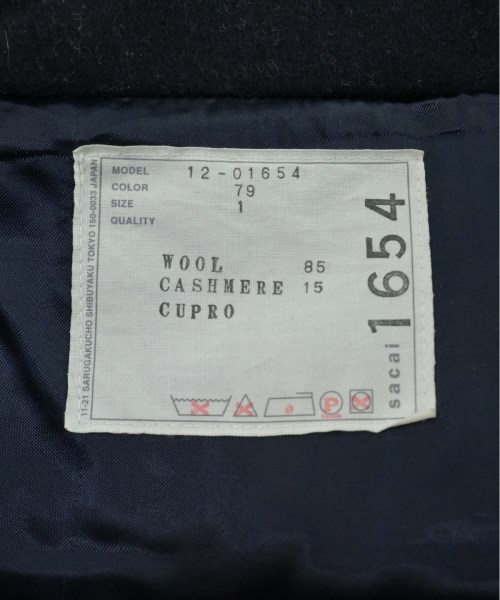 MODEL 12-01654
COLOR 79
SIZE 1
QUALITY
WOOL 85
CASHMERE 15
CUPRO
P
sacai 1654
11-21 SARUGAKUCHO SHIBUYAKU TOKYO 150-0033 JAPAN